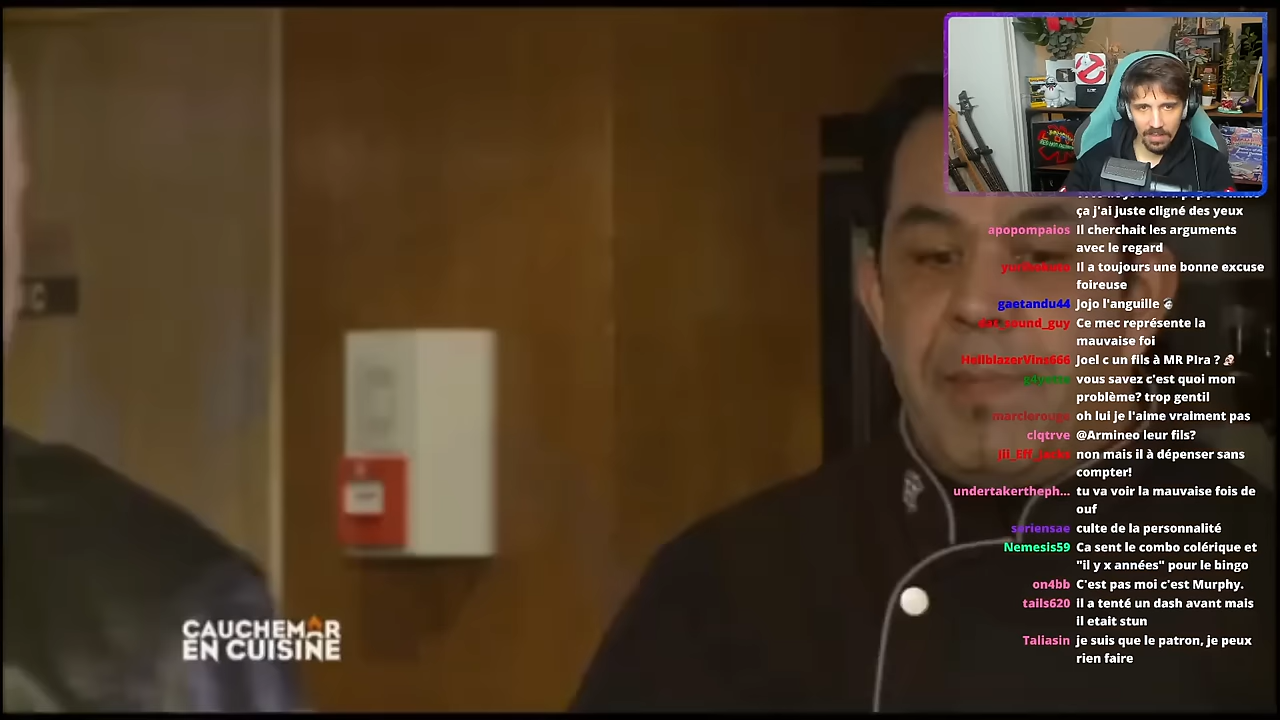 CAUCHEMAR
EN CUISINE
ça j'ai juste cligné des yeux
apopompaios Il cherchait les arguments
avec le regard
Il a toujours une bonne excuse
foireuse
gaetandu44 Jojo l'anguille
Ce mec représente la
mauvaise foi
HellblazerVins666 Joel c un fils à MR Pira ?
vous savez c'est quoi mon
problème? trop gentil
marclerouge oh lui je l'aime vraiment pas
clqtrve @Armineo leur fils?
non mais il à dépenser sans
compter!
undertakertheph... tu va voir la mauvaise fois de
ouf
soriensae culte de la personnalité
Nemesis59 Ca sent le combo colérique et
"il y x années" pour le bingo
on4bb C'est pas moi c'est Murphy.
tails620 il a tenté un dash avant mais
il etait stun
Taliasin je suis que le patron, je peux
rien faire